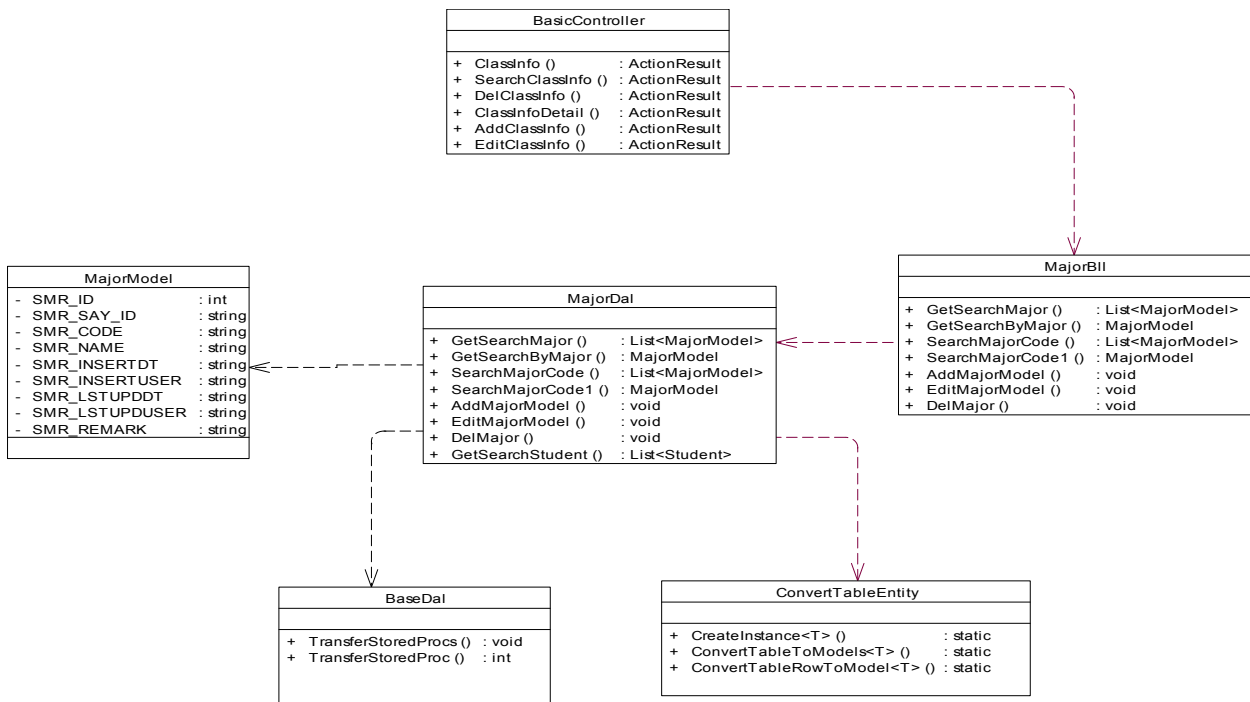 BasicController
+ ClassInfo () : ActionResult
+ SearchClassInfo () : ActionResult
+ DelClassInfo () : ActionResult
+ ClassInfoDetail () : ActionResult
+ AddClassInfo () : ActionResult
+ EditClassInfo () : ActionResult
MajorModel
- SMR_ID : int
- SMR_SAY_ID : string
- SMR_CODE : string
- SMR_NAME : string
- SMR_INSERTDT : string
- SMR_INSERTUSER : string
- SMR_LSTUPDDT : string
- SMR_LSTUPDUSER : string
- SMR_REMARK : string
MajorDal
+ GetSearchMajor () : List<MajorModel>
+ GetSearchByMajor () : MajorModel
+ SearchMajorCode () : List<MajorModel>
+ SearchMajorCode1 () : MajorModel
+ AddMajorModel () : void
+ EditMajorModel () : void
+ DelMajor () : void
+ GetSearchStudent () : List<Student>
MajorBll
+ GetSearchMajor () : List<MajorModel>
+ GetSearchByMajor () : MajorModel
+ SearchMajorCode () : List<MajorModel>
+ SearchMajorCode1 () : MajorModel
+ AddMajorModel () : void
+ EditMajorModel () : void
+ DelMajor () : void
BaseDal
+ TransferStoredProcs () : void
+ TransferStoredProc () : int
ConvertTableEntity
+ CreateInstance<T> () : static
+ ConvertTableToModels<T> () : static
+ ConvertTableRowToModel<T> () : static